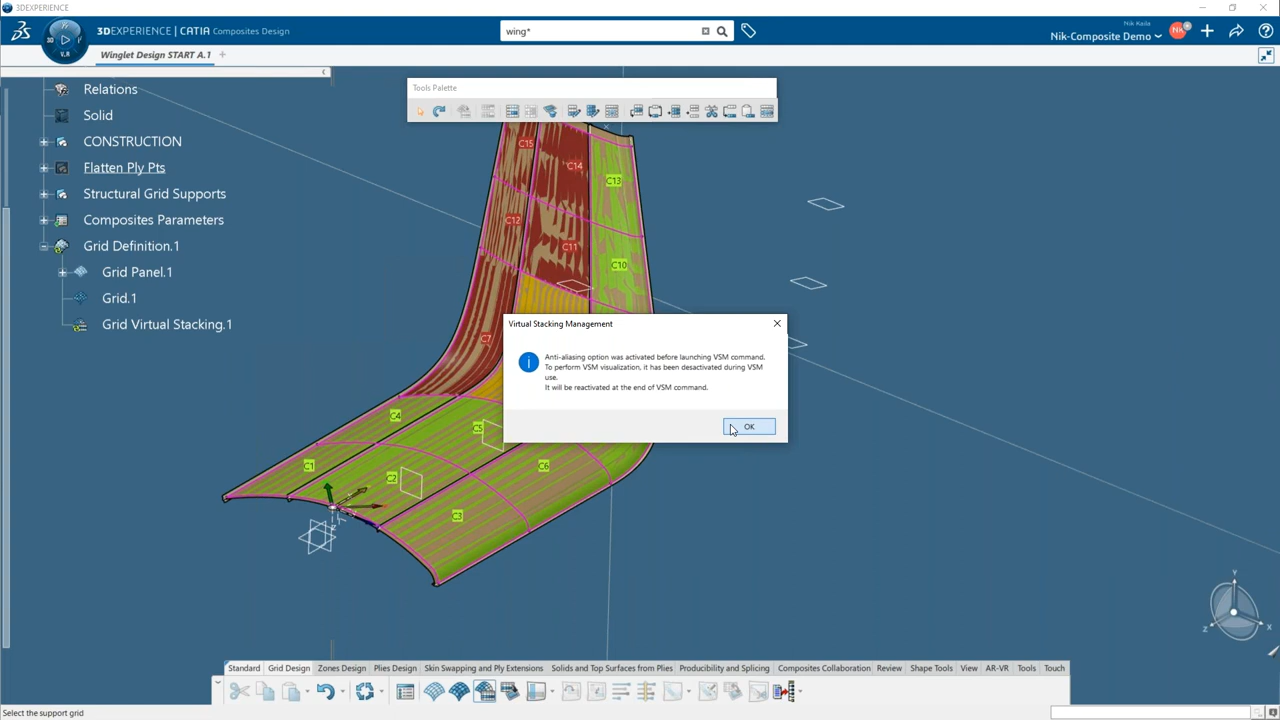 3DEXPERIENCE
3DEXPERIENCE | CATIA Composites Design
wing*
Nik Kada
Nik-Composite Demo
NK
3D
V.R
Winglet Design START A.1
Tools Palette
Relations
Solid
CONSTRUCTION
Flatten Ply Pts
Structural Grid Supports
Composites Parameters
Grid Definition.1
Grid Panel.1
Grid.1
Grid Virtual Stacking.1
C15
C14
C13
C12
C11
C10
C7
C4
C5
C6
C1
C2
C3
Virtual Stacking Management
Anti-aliasing option was activated before launching VSM command.
To perform VSM visualization, it has been desactivated during VSM
use.
It will be reactivated at the end of VSM command.
OK
Y
X
Z
Standard Grid Design Zones Design Plies Design Skin Swapping and Ply Extensions Solids and Top Surfaces from Plies Producibility and Splicing Composites Collaboration Review Shape Tools View AR-VR Tools Touch
Select the support grid